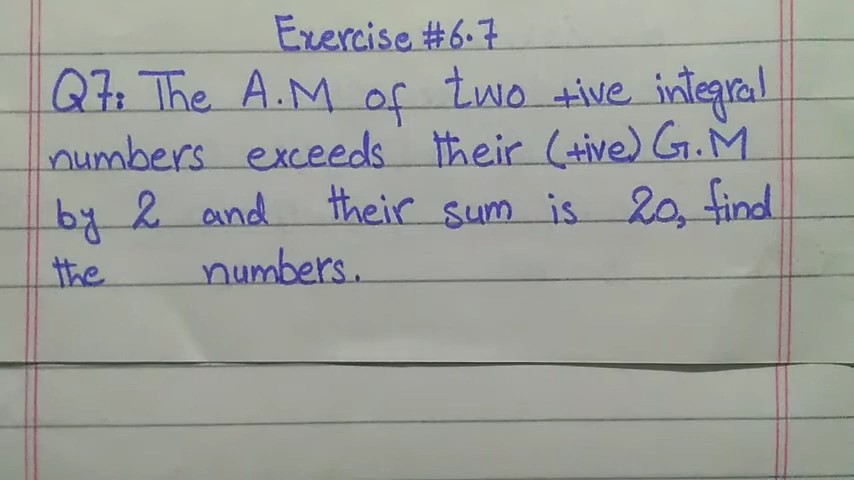 Exercise #6.7
Q7: The A.M of two +ive integral
numbers exceeds their (+ive) G.M
by 2 and their sum is 20, find
the numbers.